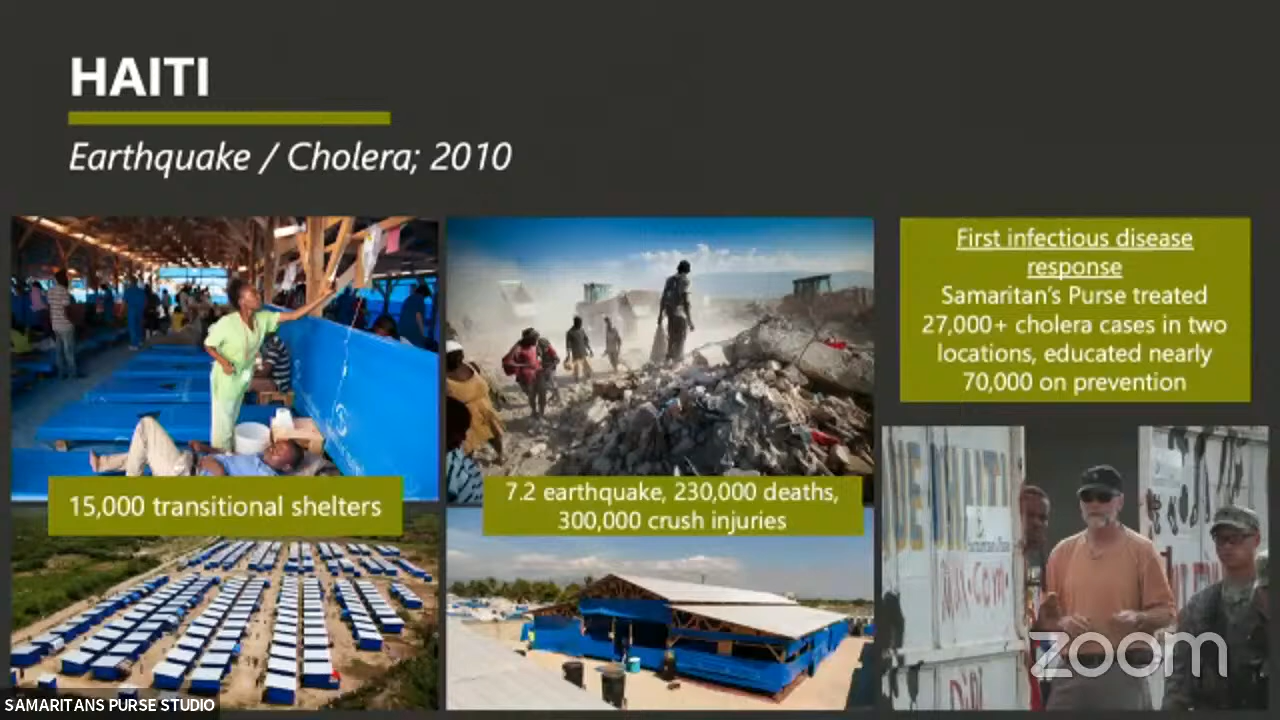 HAITI
Earthquake / Cholera; 2010
First infectious disease
response
Samaritan's Purse treated
27,000+ cholera cases in two
locations, educated nearly
70,000 on prevention
15,000 transitional shelters
7.2 earthquake, 230,000 deaths,
300,000 crush injuries
zoom
SAMARITANS PURSE STUDIO